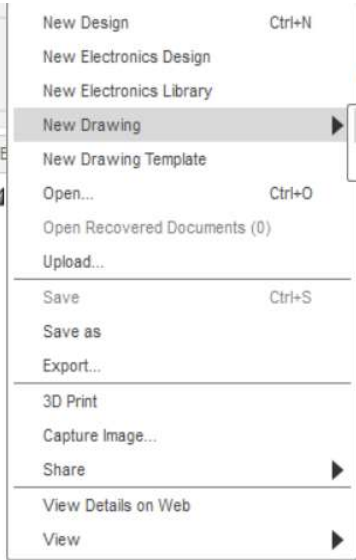 New Design Ctrl+N
New Electronics Design
New Electronics Library
New Drawing
New Drawing Template
Open... Ctrl+O
Open Recovered Documents (0)
Upload...
Save Ctrl+S
Save as
Export...
3D Print
Capture Image...
Share
View Details on Web
View